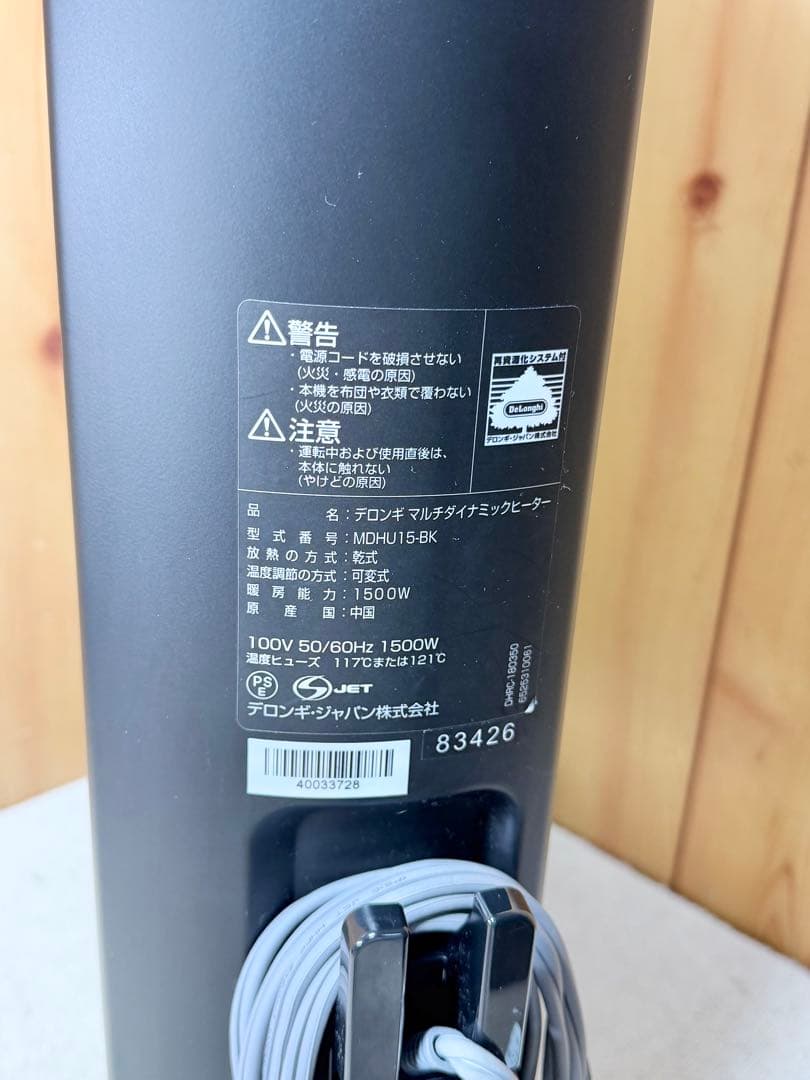 警告
・電源コードを破損させない
(火災・感電の原因)
・本機を布団や衣類で覆わない
(火災の原因)
注意
・運転中および使用直後は、
本体に触れない
(やけどの原因)
再資源化システム付
DeLonghi
デロンギ・ジャパン株式会社
品 名：デロンギ マルチダイナミックヒーター
型式番号：MDHU15-BK
放熱の方式：乾式
温度調節の方式：可変式
暖房能力：1500W
原産国：中国
100V 50/60Hz 1500W
温度ヒューズ 117℃または121℃
PSE
S JET
デロンギ・ジャパン株式会社
DHRC-180350
6525310061
83426
40033728